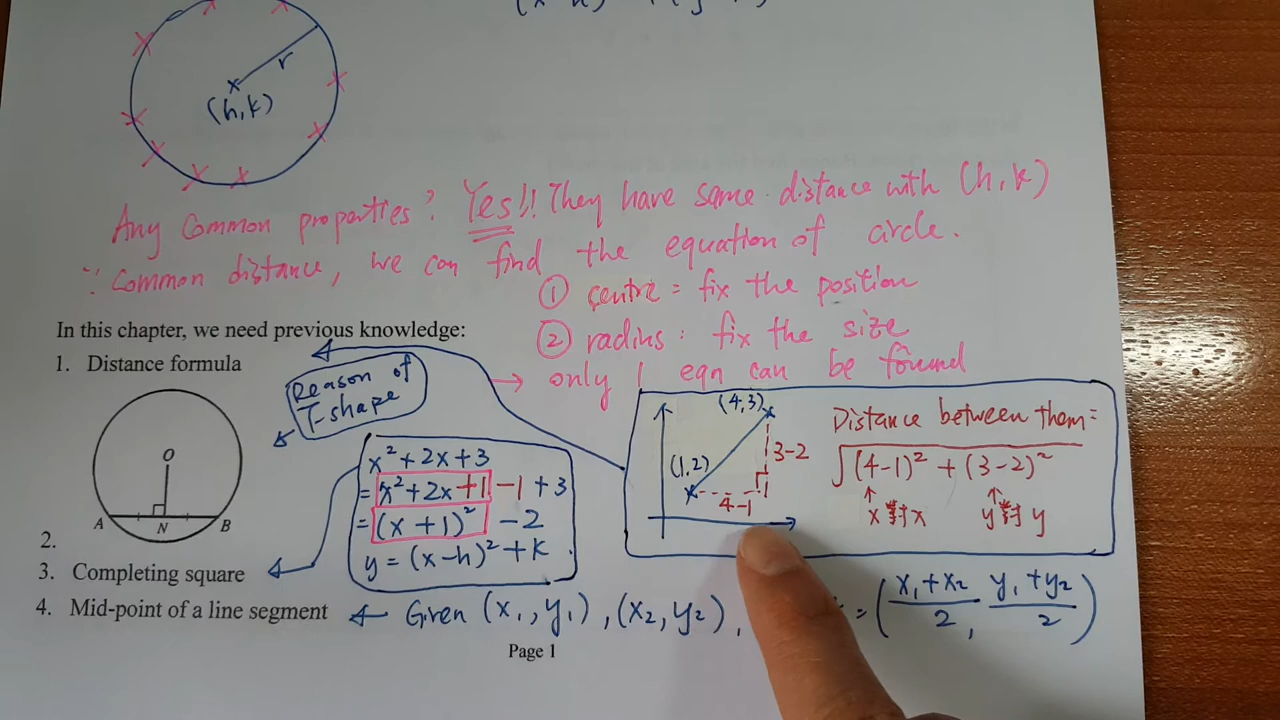 r
(h,k)
Any Common properties? Yes!! They have same distance with (h,k)
∵ Common distance, we can find the equation of circle.
① centre = fix the position
② radius : fix the size
→ only 1 eqn can be found
In this chapter, we need previous knowledge:
1. Distance formula
Reason of
T-shape
O
A N B
2.
3. Completing square
4. Mid-point of a line segment
x²+2x+3
= x²+2x+1 -1 +3
= (x+1)² -2
y = (x-h)² + k
(4,3)
(1,2)
3-2
4-1
Distance between them =
√(4-1)² + (3-2)²
x 對 x
y 對 y
Given (x₁,y₁), (x₂,y₂),
= (x₁+x₂/2, y₁+y₂/2)
Page 1